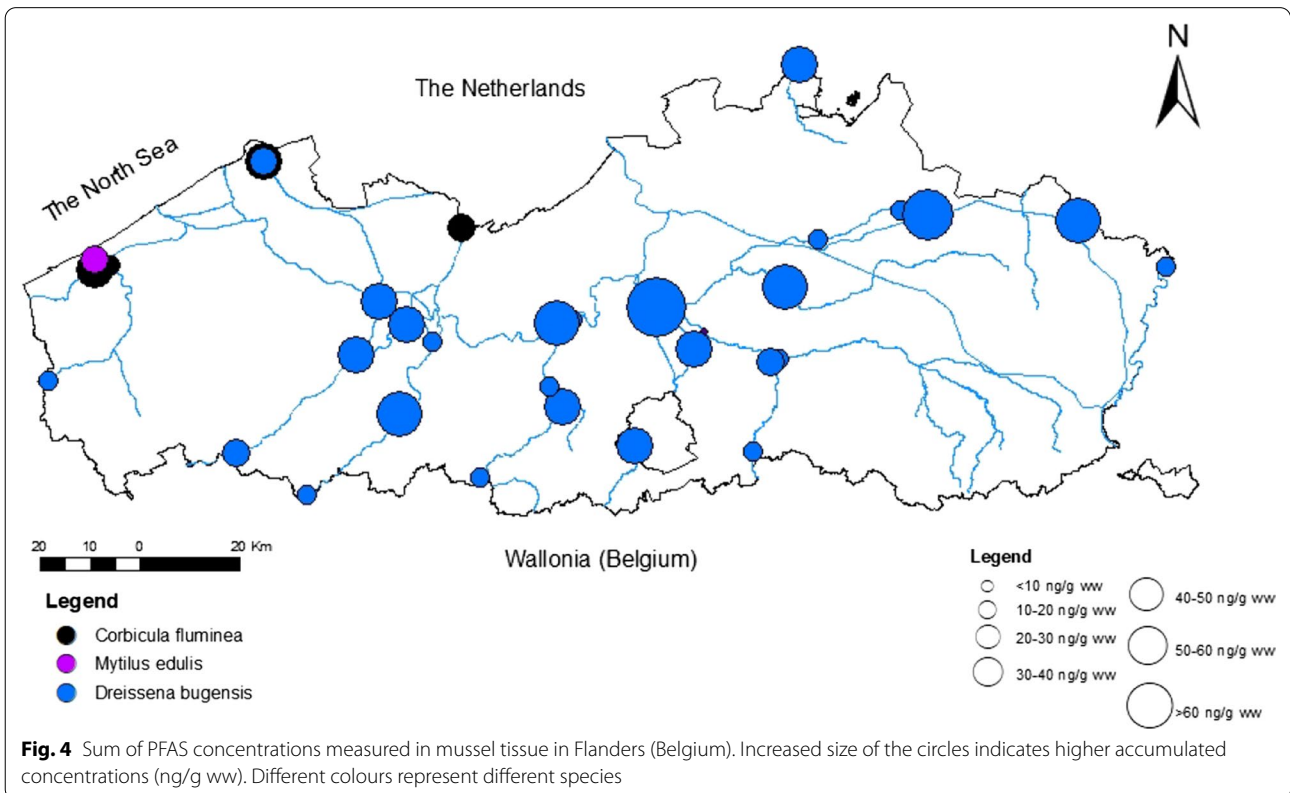 N
The Netherlands
The North Sea
20 10 0 20 Km
Wallonia (Belgium)
Legend
Corbicula fluminea
Mytilus edulis
Dreissena bugensis
Legend
<10 ng/g ww
10-20 ng/g ww
20-30 ng/g ww
30-40 ng/g ww
40-50 ng/g ww
50-60 ng/g ww
>60 ng/g ww
Fig. 4 Sum of PFAS concentrations measured in mussel tissue in Flanders (Belgium). Increased size of the circles indicates higher accumulated
concentrations (ng/g ww). Different colours represent different species